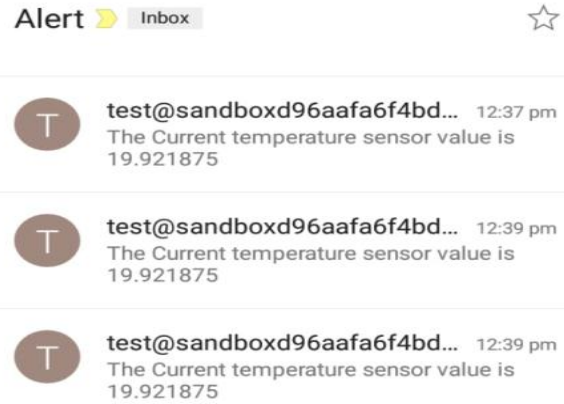 Alert Inbox
T
test@sandboxd96aafa6f4bd... 12:37 pm
The Current temperature sensor value is
19.921875
T
test@sandboxd96aafa6f4bd... 12:39 pm
The Current temperature sensor value is
19.921875
T
test@sandboxd96aafa6f4bd... 12:39 pm
The Current temperature sensor value is
19.921875